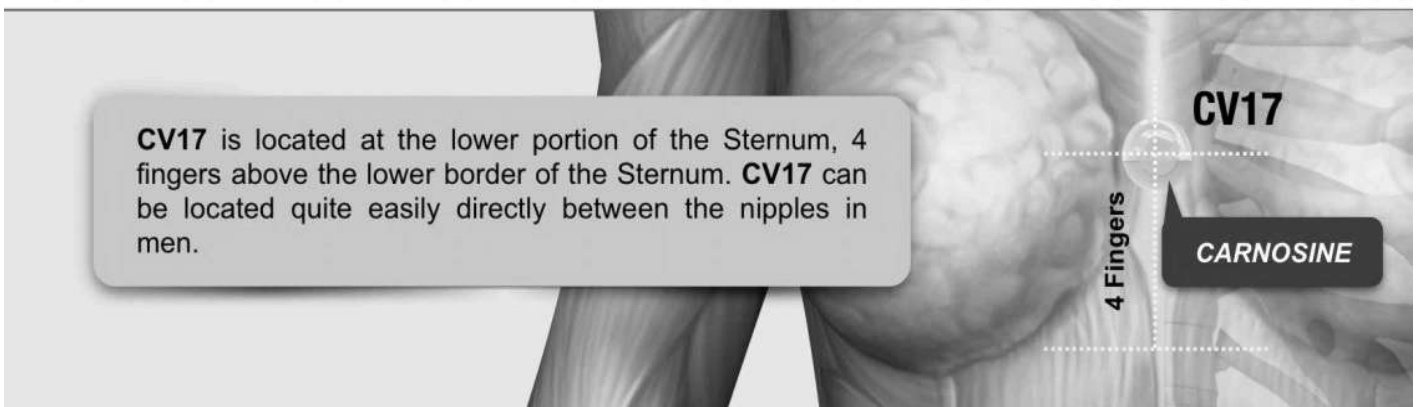 CV17 is located at the lower portion of the Sternum, 4
fingers above the lower border of the Sternum. CV17 can
be located quite easily directly between the nipples in
men.
CV17
4 Fingers
CARNOSINE